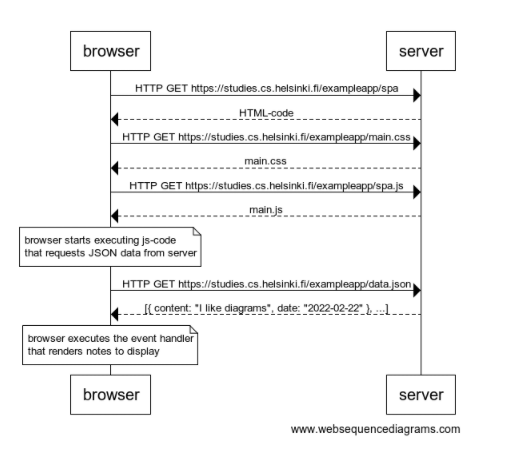 browser
server
HTTP GET https://studies.cs.helsinki.fi/exampleapp/spa
HTML-code
HTTP GET https://studies.cs.helsinki.fi/exampleapp/main.css
main.css
HTTP GET https://studies.cs.helsinki.fi/exampleapp/spa.js
main.js
browser starts executing js-code
that requests JSON data from server
HTTP GET https://studies.cs.helsinki.fi/exampleapp/data.json
[{ content: "I like diagrams", date: "2022-02-22" }, ...]
browser executes the event handler
that renders notes to display
browser
server
www.websequencediagrams.com